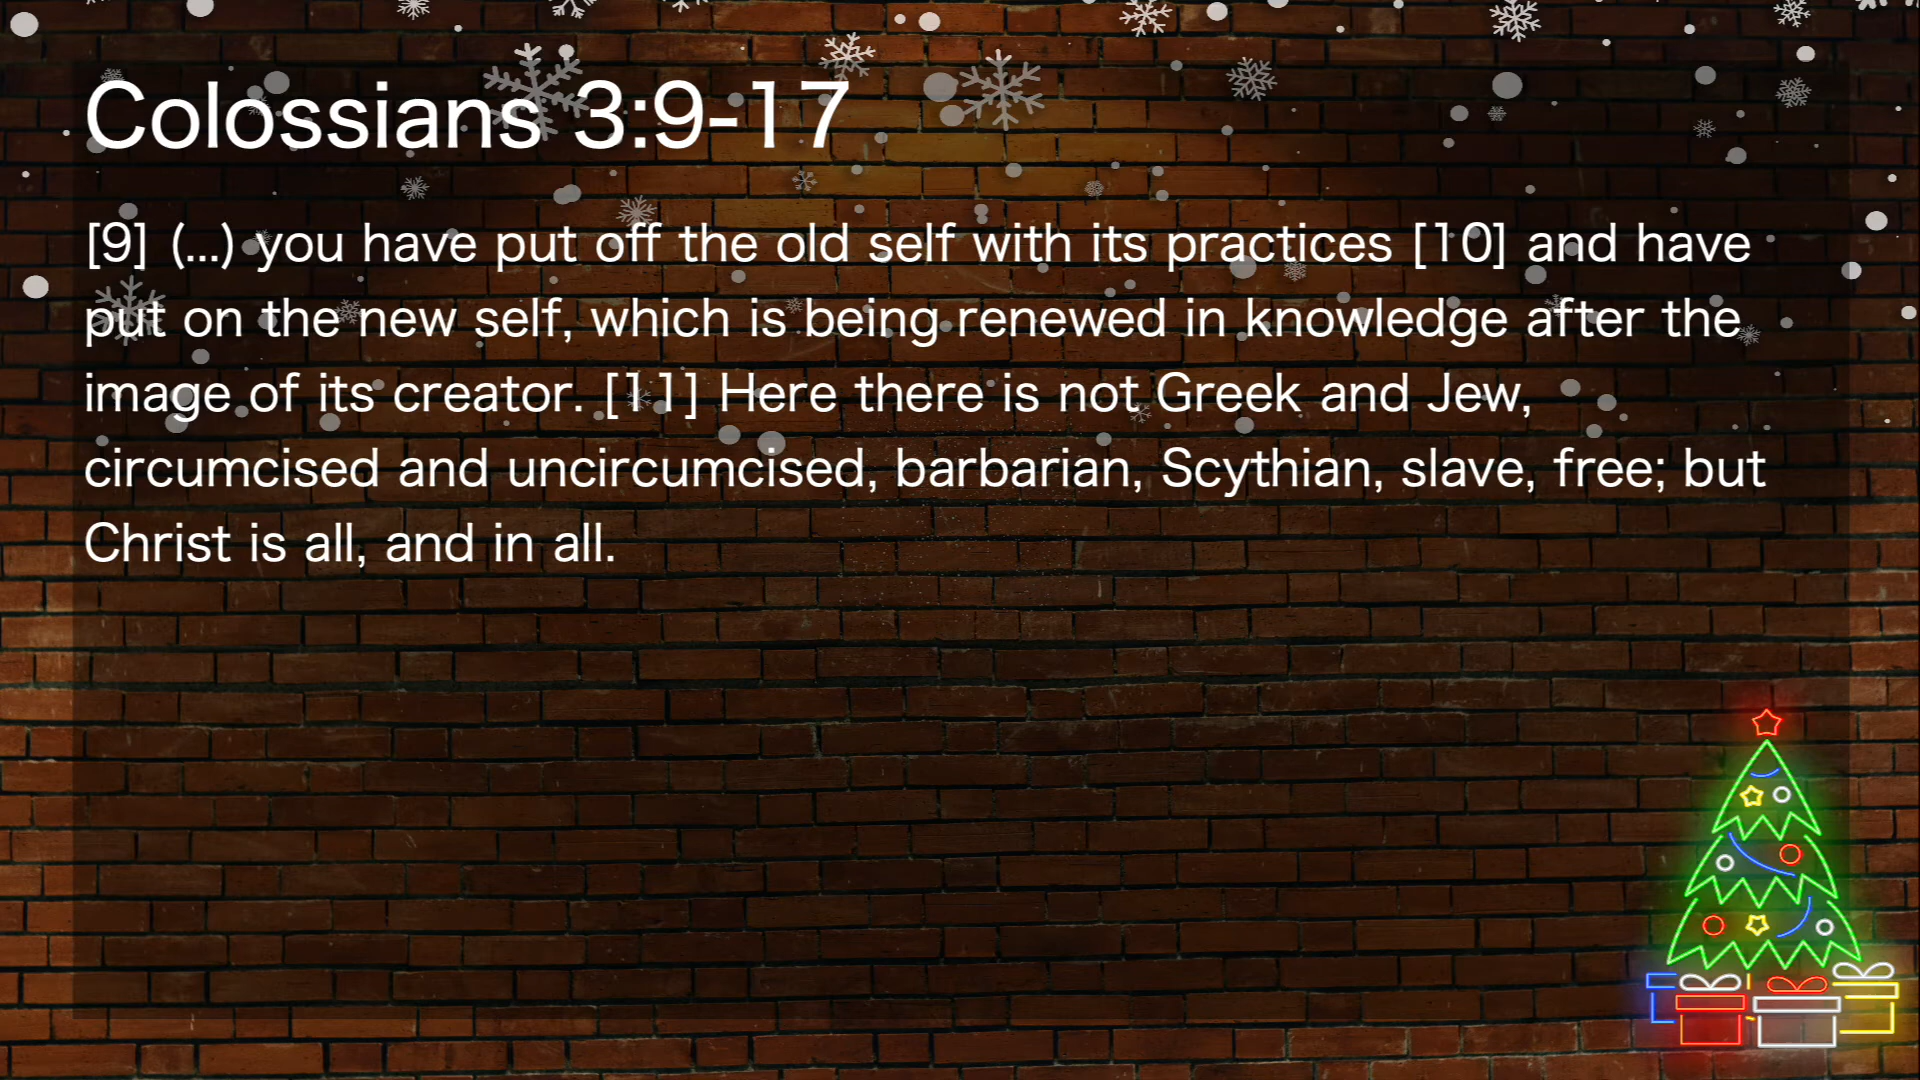 Colossians 3:9-17
[9] (...) you have put off the old self with its practices [10] and have
put on the new self, which is being renewed in knowledge after the
image of its creator. [11] Here there is not Greek and Jew,
circumcised and uncircumcised, barbarian, Scythian, slave, free; but
Christ is all, and in all.